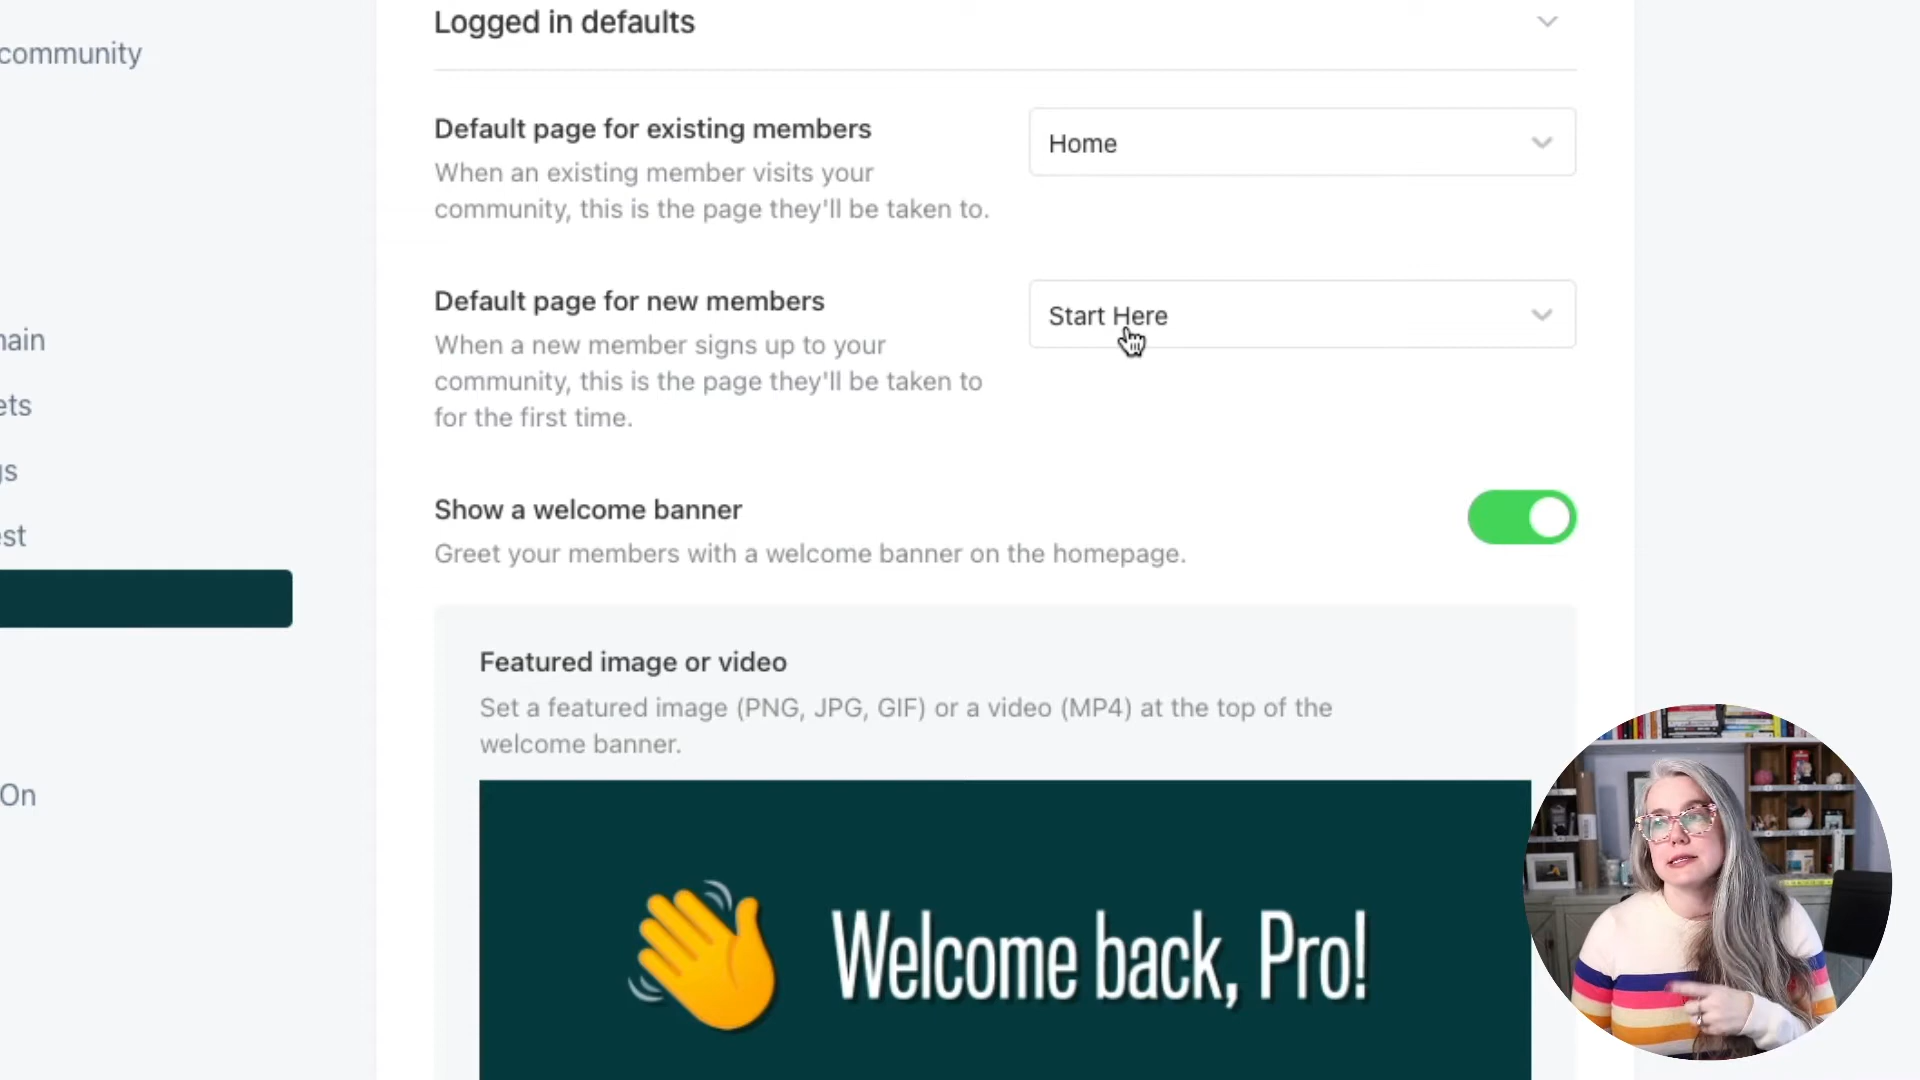 Logged in defaults
community
Default page for existing members
Home
When an existing member visits your
community, this is the page they'll be taken to.
Default page for new members
Start Here
When a new member signs up to your
community, this is the page they'll be taken to
for the first time.
Show a welcome banner
Greet your members with a welcome banner on the homepage.
Featured image or video
Set a featured image (PNG, JPG, GIF) or a video (MP4) at the top of the
welcome banner.
On
Welcome back, Pro!